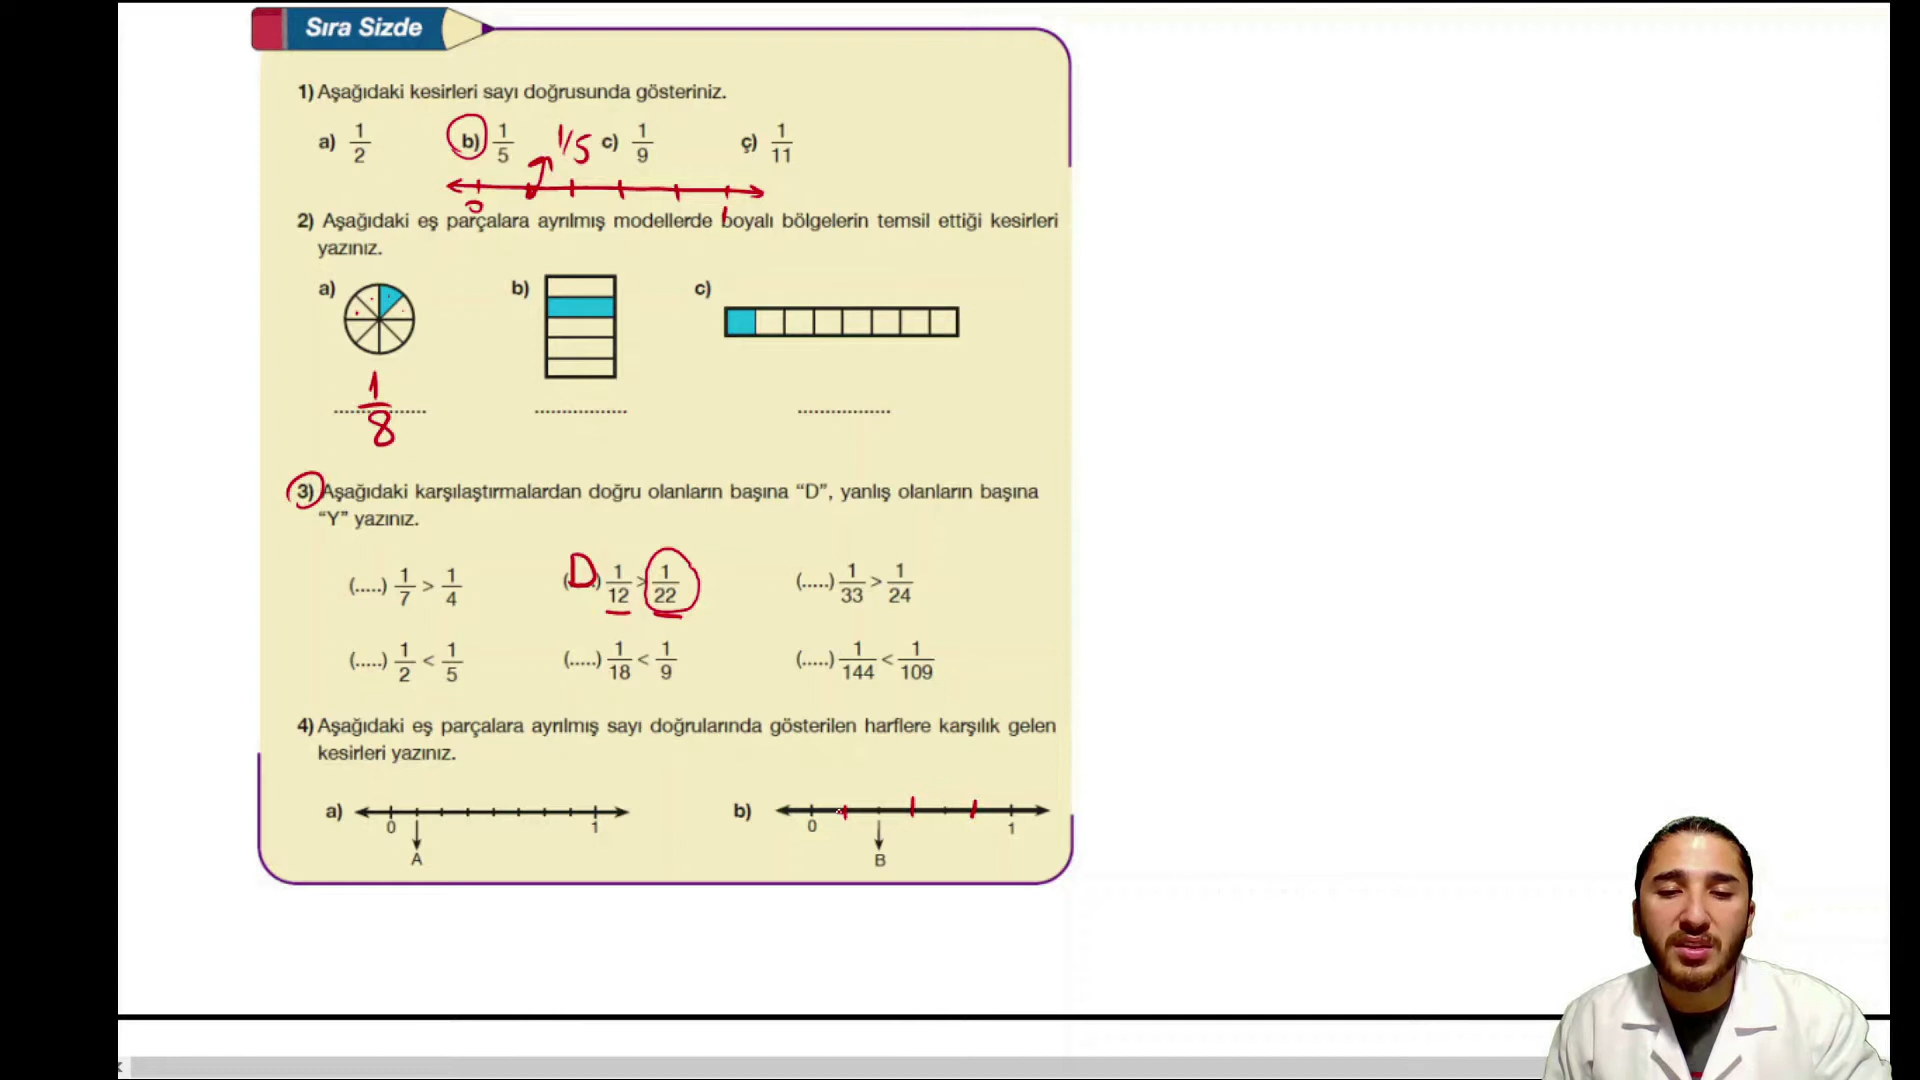 Sıra Sizde
1) Aşağıdaki kesirleri sayı doğrusunda gösteriniz.
a) 1/2 b) 1/5 1/5 c) 1/9 ç) 1/11
0 1
2) Aşağıdaki eş parçalara ayrılmış modellerde boyalı bölgelerin temsil ettiği kesirleri
yazınız.
a) b) c)
1/8 ................ ................
3) Aşağıdaki karşılaştırmalardan doğru olanların başına “D”, yanlış olanların başına
“Y” yazınız.
(.....) 1/7 > 1/4 (D) 1/12 > 1/22 (.....) 1/33 > 1/24
(.....) 1/2 < 1/5 (.....) 1/18 < 1/9 (.....) 1/144 < 1/109
4) Aşağıdaki eş parçalara ayrılmış sayı doğrularında gösterilen harflere karşılık gelen
kesirleri yazınız.
a) 0 1 b) 0 1
A B